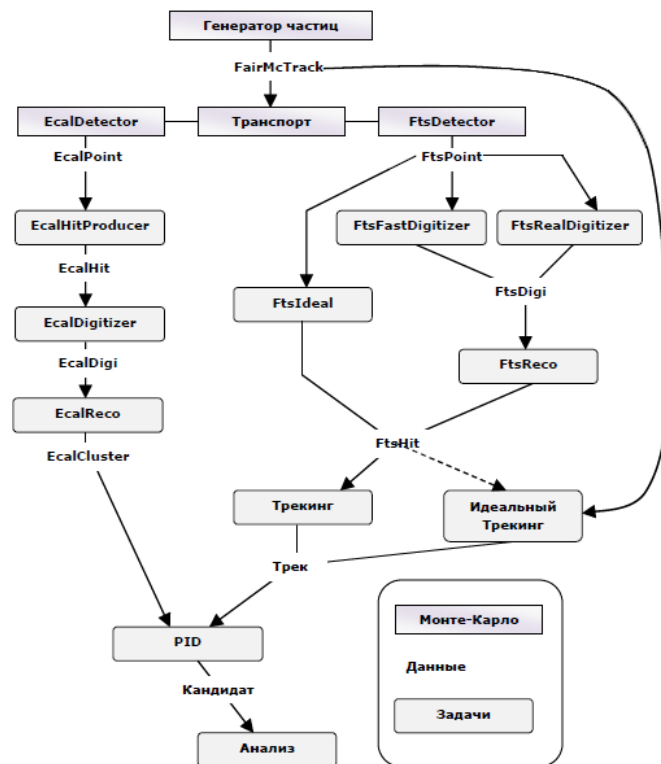 Генератор частиц
FairMcTrack
EcalDetector
Транспорт
FtsDetector
EcalPoint
FtsPoint
EcalHitProducer
FtsFastDigitizer
FtsRealDigitizer
EcalHit
FtsDigi
FtsIdeal
EcalDigitizer
EcalDigi
FtsReco
EcalReco
FtsHit
EcalCluster
Трекинг
Идеальный
Трекинг
Трек
Монте-Карло
PID
Данные
Кандидат
Задачи
Анализ